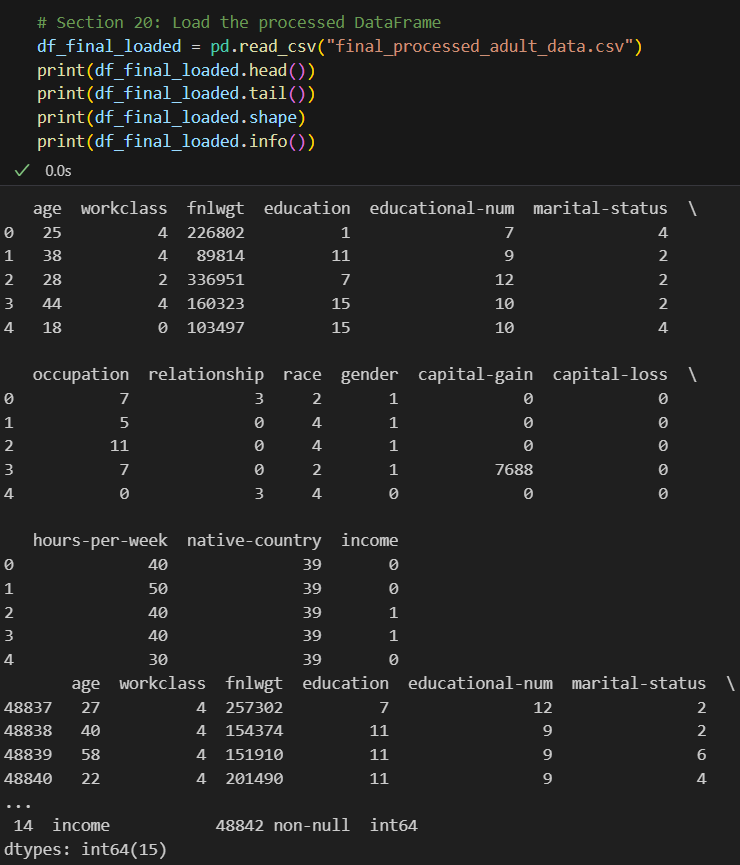 # Section 20: Load the processed DataFrame
df_final_loaded = pd.read_csv("final_processed_adult_data.csv")
print(df_final_loaded.head())
print(df_final_loaded.tail())
print(df_final_loaded.shape)
print(df_final_loaded.info())
✓ 0.0s
   age  workclass  fnlwgt  education  educational-num  marital-status  \
0   25          4  226802          1                7               4
1   38          4   89814         11                9               2
2   28          2  336951          7               12               2
3   44          4  160323         15               10               2
4   18          0  103497         15               10               4
   occupation  relationship  race  gender  capital-gain  capital-loss  \
0           7             3     2       1             0             0
1           5             0     4       1             0             0
2          11             0     4       1             0             0
3           7             0     2       1          7688             0
4           0             3     4       0             0             0
   hours-per-week  native-country  income
0              40              39       0
1              50              39       0
2              40              39       1
3              40              39       1
4              30              39       0
       age  workclass  fnlwgt  education  educational-num  marital-status  \
48837   27          4  257302          7               12               2
48838   40          4  154374         11                9               2
48839   58          4  151910         11                9               6
48840   22          4  201490         11                9               4
...
 14  income           48842 non-null  int64
dtypes: int64(15)